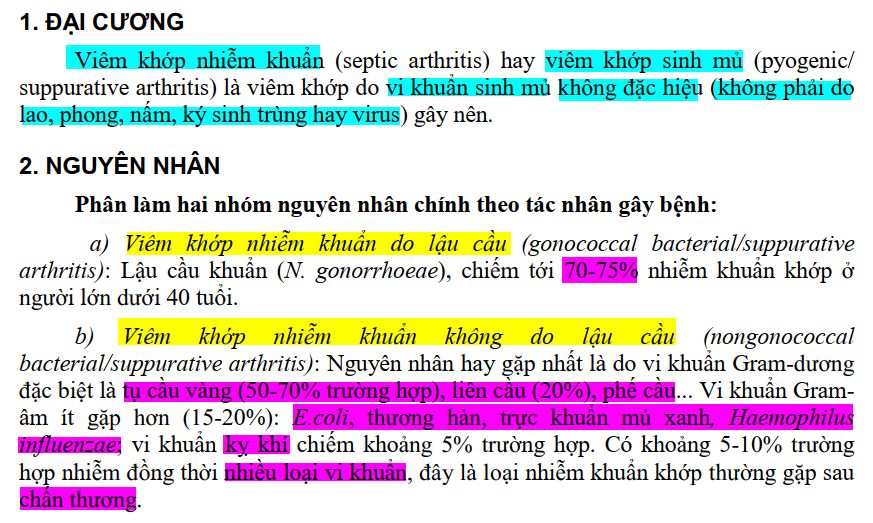 1. ĐẠI CƯƠNG
Viêm khớp nhiễm khuẩn (septic arthritis) hay viêm khớp sinh mủ (pyogenic/
suppurative arthritis) là viêm khớp do vi khuẩn sinh mủ không đặc hiệu (không phải do
lao, phong, nấm, ký sinh trùng hay virus) gây nên.
2. NGUYÊN NHÂN
Phân làm hai nhóm nguyên nhân chính theo tác nhân gây bệnh:
a) Viêm khớp nhiễm khuẩn do lậu cầu (gonococcal bacterial/suppurative
arthritis): Lậu cầu khuẩn (N. gonorrhoeae), chiếm tới 70-75% nhiễm khuẩn khớp ở
người lớn dưới 40 tuổi.
b) Viêm khớp nhiễm khuẩn không do lậu cầu (nongonococcal
bacterial/suppurative arthritis): Nguyên nhân hay gặp nhất là do vi khuẩn Gram-dương
đặc biệt là tụ cầu vàng (50-70% trường hợp), liên cầu (20%), phế cầu... Vi khuẩn Gram-
âm ít gặp hơn (15-20%): E.coli, thương hàn, trực khuẩn mủ xanh, Haemophilus
influenzae; vi khuẩn kỵ khí chiếm khoảng 5% trường hợp. Có khoảng 5-10% trường
hợp nhiễm đồng thời nhiều loại vi khuẩn, đây là loại nhiễm khuẩn khớp thường gặp sau
chấn thương.